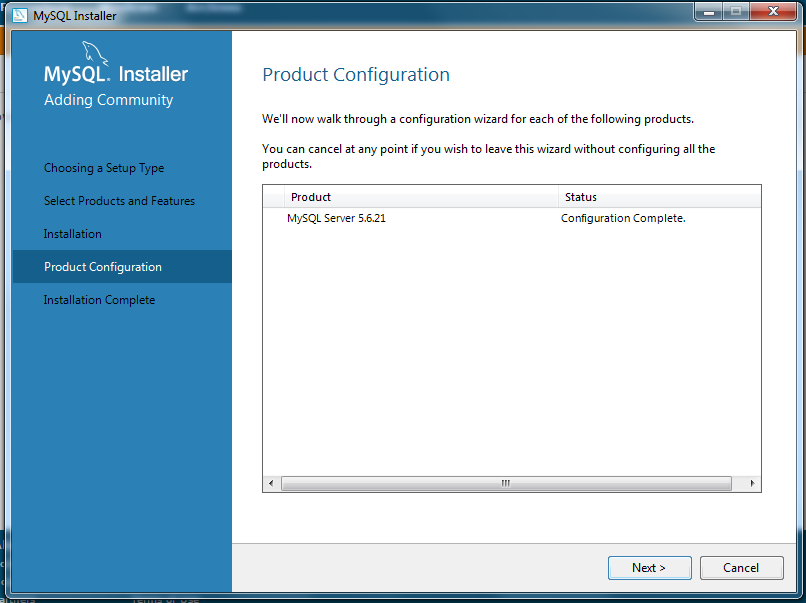 MySQL Installer
MySQL. Installer
Adding Community
Choosing a Setup Type
Select Products and Features
Installation
Product Configuration
Installation Complete
Product Configuration
We'll now walk through a configuration wizard for each of the following products.
You can cancel at any point if you wish to leave this wizard without configuring all the
products.
Product Status
MySQL Server 5.6.21 Configuration Complete.
Next >
Cancel
Terms of Use